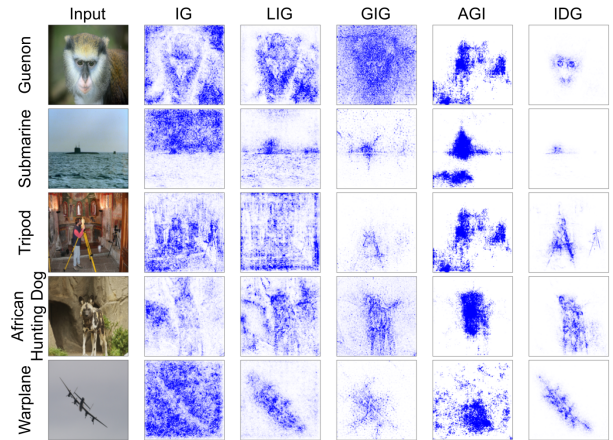 Input IG LIG GIG AGI IDG
Guenon
Submarine
Tripod
African
Hunting Dog
Warplane